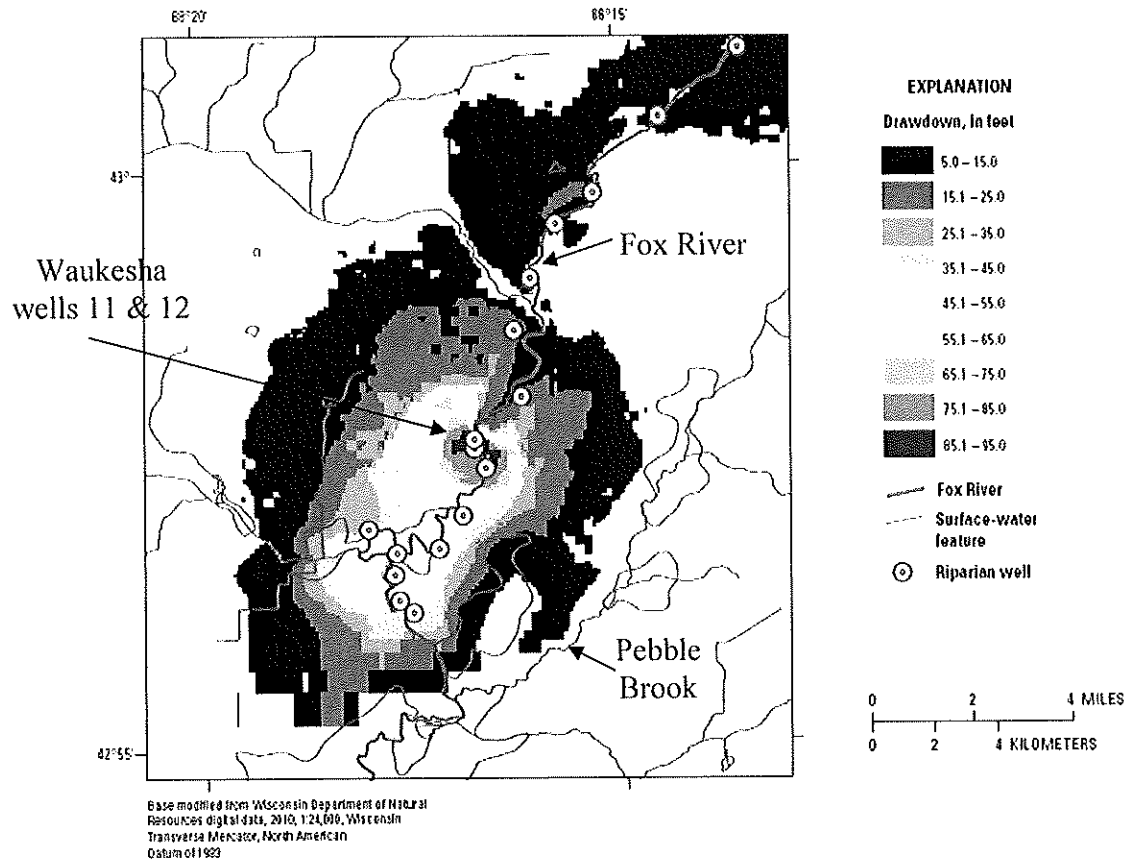 88°20'
88°15'
43°
42°55'
Waukesha
wells 11 & 12
Fox River
Pebble
Brook
EXPLANATION
Drawdown, In feet
5.0 – 15.0
15.1 – 25.0
25.1 – 35.0
35.1 – 45.0
45.1 – 55.0
55.1 – 65.0
65.1 – 75.0
75.1 – 85.0
85.1 – 95.0
Fox River
Surface-water
feature
Riparian well
0 2 4 MILES
0 2 4 KILOMETERS
Base modified from Wisconsin Department of Natural
Resources digital data, 2010, 1:24,000, Wisconsin
Transverse Mercator, North American
Datum of 1983